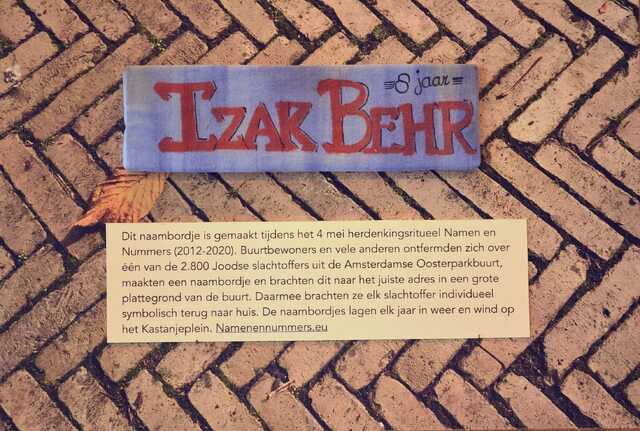 8 jaar
IZAK BEHR
Dit naambordje is gemaakt tijdens het 4 mei herdenkingsritueel Namen en
Nummers (2012-2020). Buurtbewoners en vele anderen ontfermden zich over
één van de 2.800 Joodse slachtoffers uit de Amsterdamse Oosterparkbuurt,
maakten een naambordje en brachten dit naar het juiste adres in een grote
plattegrond van de buurt. Daarmee brachten ze elk slachtoffer individueel
symbolisch terug naar huis. De naambordjes lagen elk jaar in weer en wind op
het Kastanjeplein. Namenennummers.eu